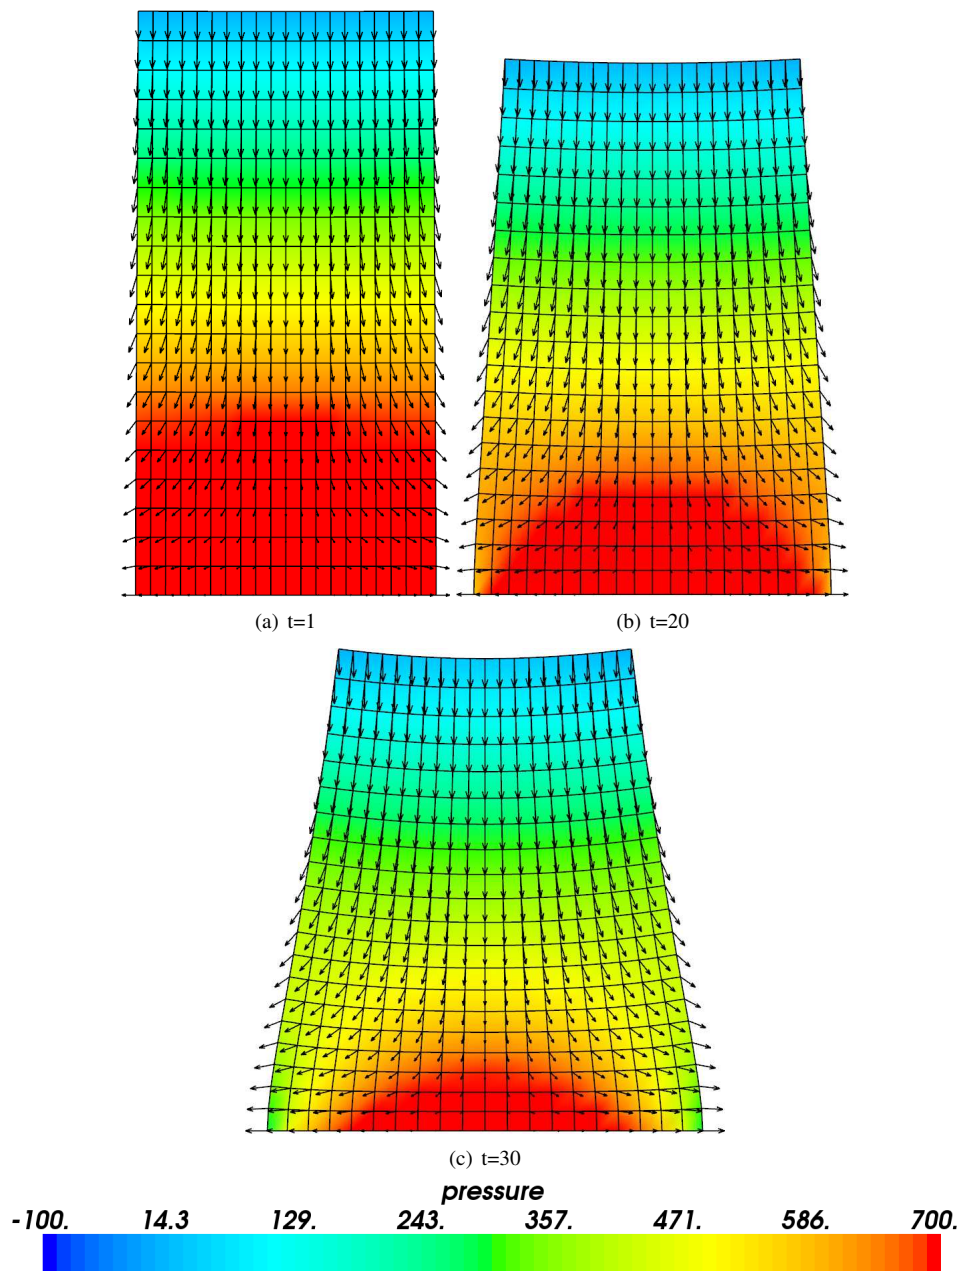 (a) t=1
(b) t=20
(c) t=30
pressure
-100. 14.3 129. 243. 357. 471. 586. 700.